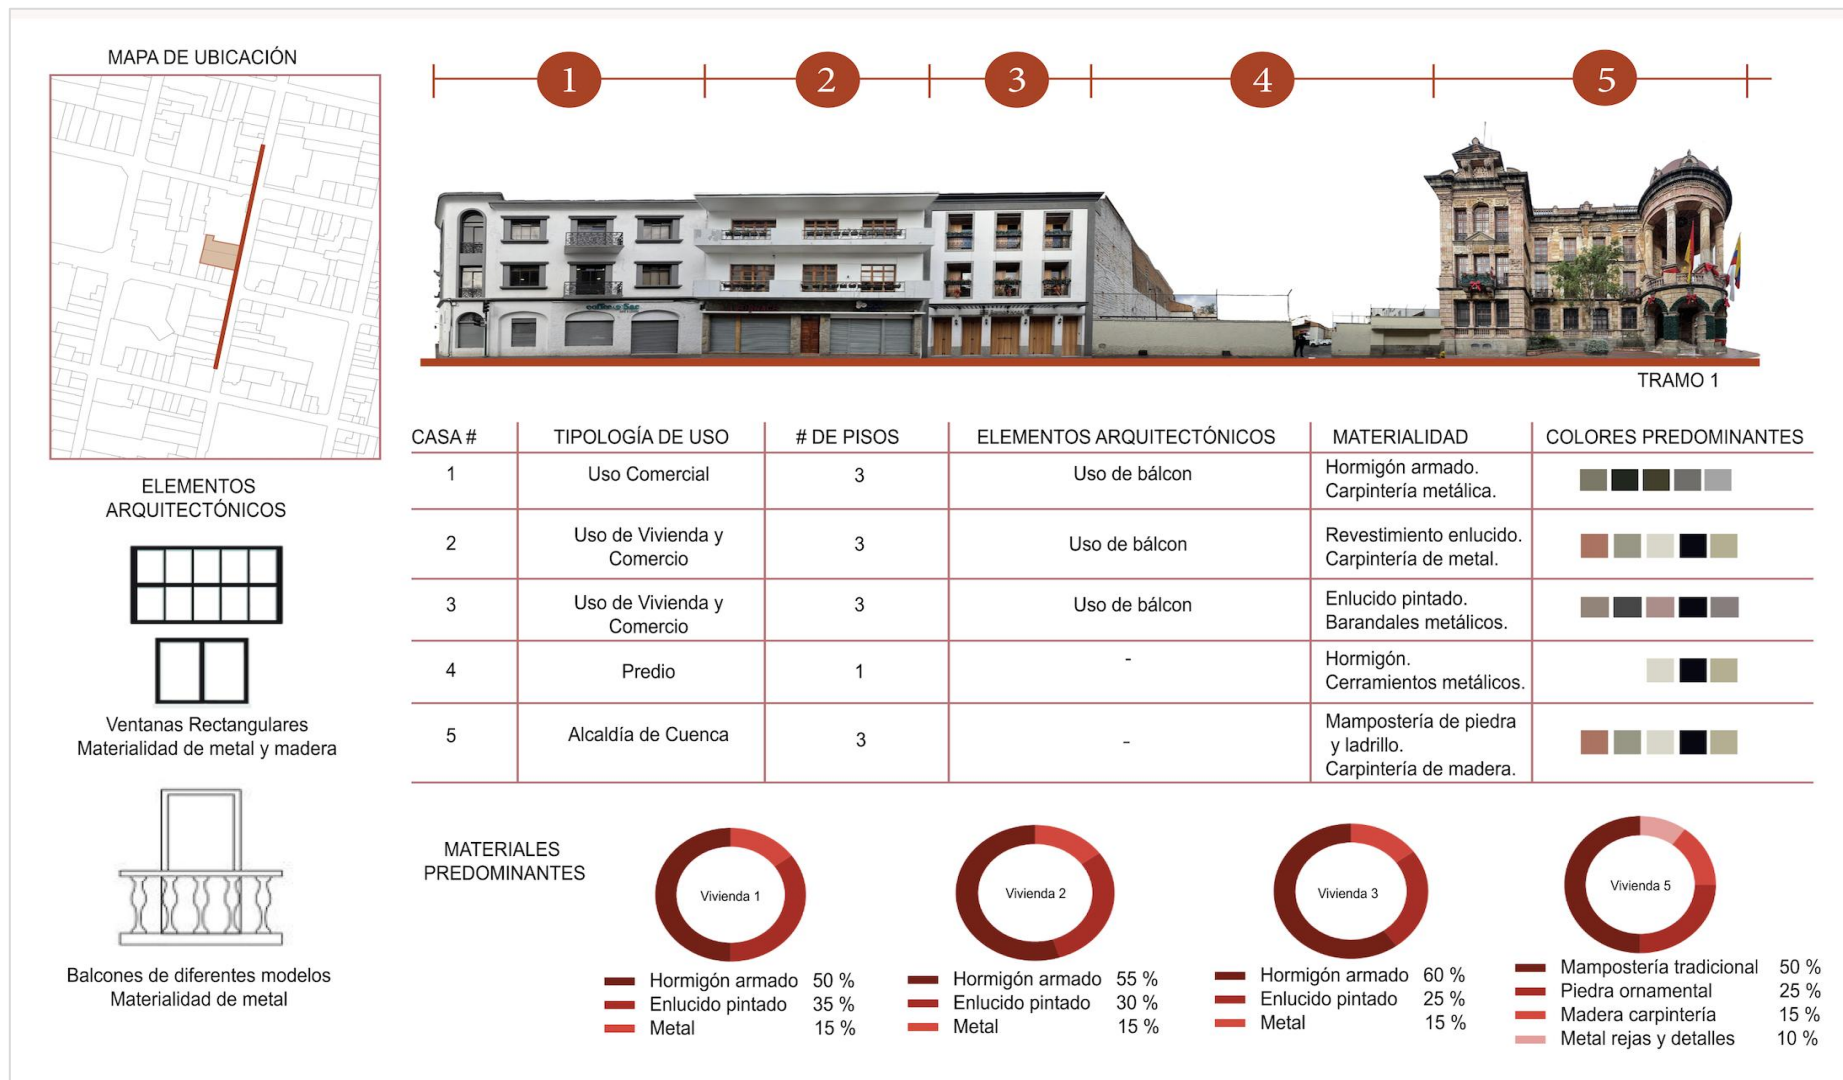 MAPA DE UBICACIÓN
1 2 3 4 5
TRAMO 1
ELEMENTOS
ARQUITECTÓNICOS
Ventanas Rectangulares
Materialidad de metal y madera
Balcones de diferentes modelos
Materialidad de metal
CASA # TIPOLOGÍA DE USO # DE PISOS ELEMENTOS ARQUITECTÓNICOS MATERIALIDAD COLORES PREDOMINANTES
1 Uso Comercial 3 Uso de bálcon Hormigón armado.
Carpintería metálica.
2 Uso de Vivienda y
Comercio 3 Uso de bálcon Revestimiento enlucido.
Carpintería de metal.
3 Uso de Vivienda y
Comercio 3 Uso de bálcon Enlucido pintado.
Barandales metálicos.
4 Predio 1 - Hormigón.
Cerramientos metálicos.
5 Alcaldía de Cuenca 3 - Mampostería de piedra
y ladrillo.
Carpintería de madera.
MATERIALES
PREDOMINANTES
Vivienda 1
Hormigón armado 50 %
Enlucido pintado 35 %
Metal 15 %
Vivienda 2
Hormigón armado 55 %
Enlucido pintado 30 %
Metal 15 %
Vivienda 3
Hormigón armado 60 %
Enlucido pintado 25 %
Metal 15 %
Vivienda 5
Mampostería tradicional 50 %
Piedra ornamental 25 %
Madera carpintería 15 %
Metal rejas y detalles 10 %